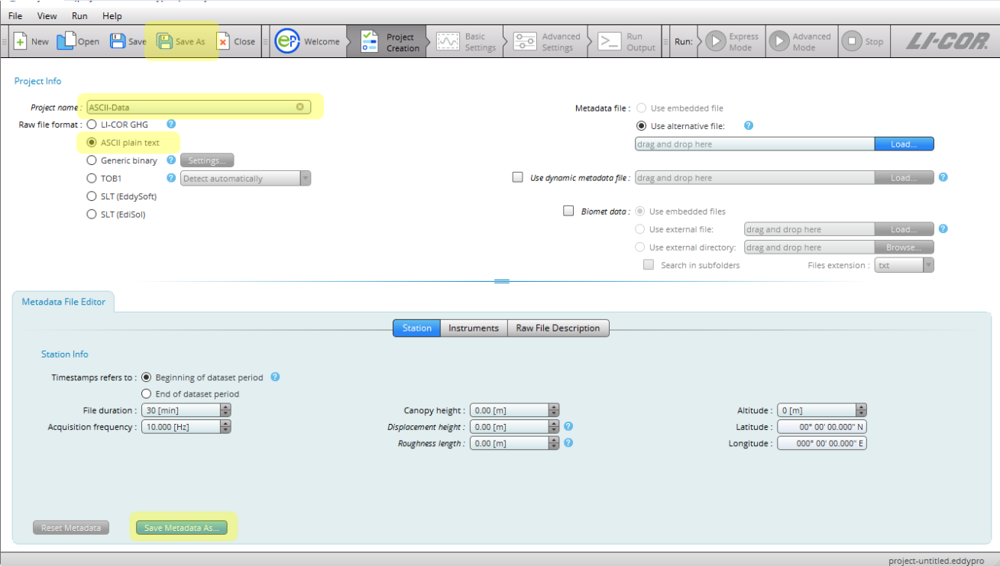 File View Run Help
New Open Save Save As Close Welcome Project Creation Basic Settings Advanced Settings Run Output Run: Express Mode Advanced Mode Stop LI-COR.
Project Info
Project name : ASCII-Data
Raw file format : LI-COR GHG ?
ASCII plain text
Generic binary ? Settings...
TOB1 ? Detect automatically
SLT (EddySoft)
SLT (EdiSol)
Metadata file : Use embedded file
Use alternative file: ?
drag and drop here Load...
Use dynamic metadata file : drag and drop here Load... ?
Biomet data : Use embedded files
Use external file: drag and drop here Load... ?
Use external directory: drag and drop here Browse...
Search in subfolders Files extension : txt
Metadata File Editor
Station Instruments Raw File Description
Station Info
Timestamps refers to : Beginning of dataset period ?
End of dataset period
File duration : 30 [min]
Acquisition frequency : 10.000 [Hz]
Canopy height : 0.00 [m]
Displacement height : 0.00 [m] ?
Roughness length : 0.00 [m] ?
Altitude : 0 [m]
Latitude : 00° 00' 00.000" N
Longitude : 000° 00' 00.000" E
Reset Metadata Save Metadata As...
project-untitled.eddypro